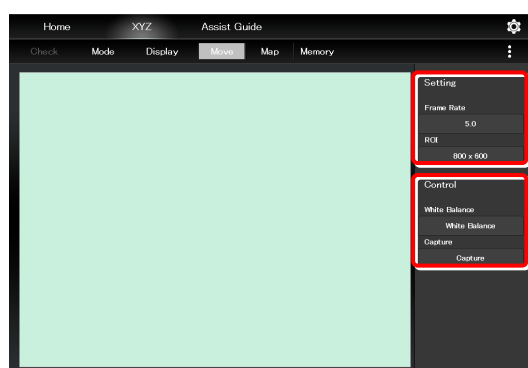 Home XYZ Assist Guide
Check Mode Display Move Map Memory
Setting
Frame Rate
5.0
ROI
800 x 600
Control
White Balance
White Balance
Capture
Capture